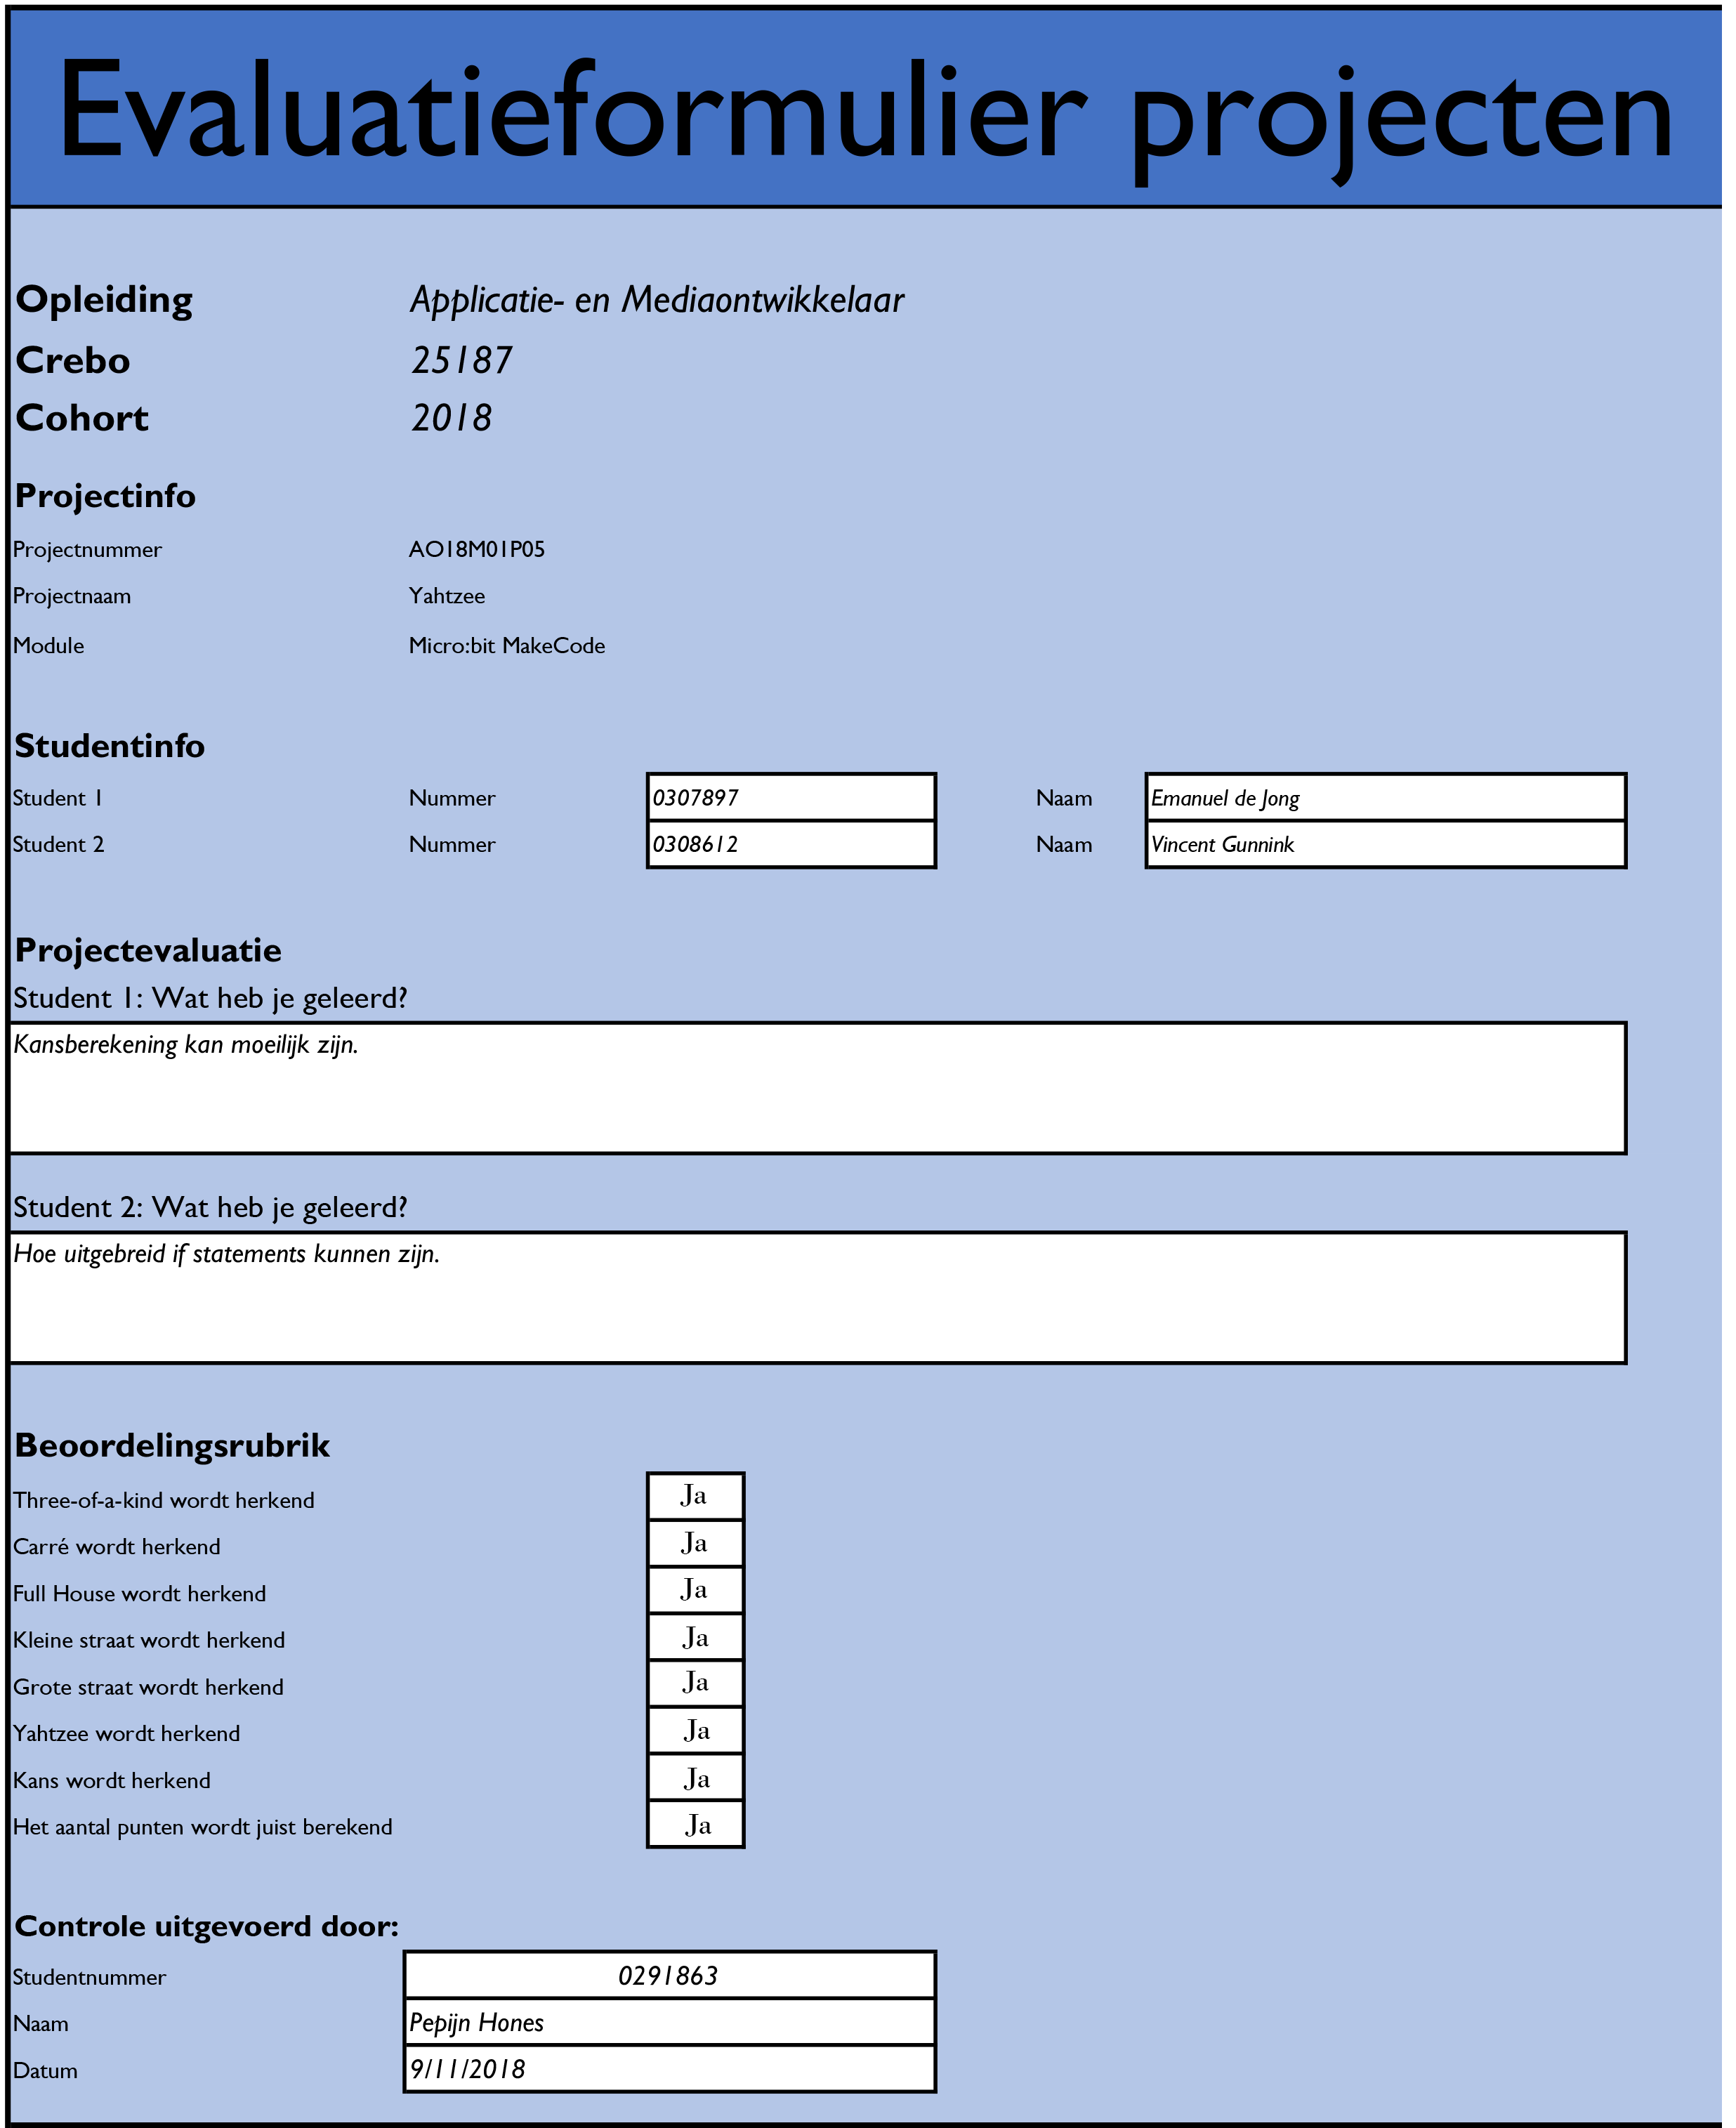 Evaluatieformulier projecten
Opleiding Applicatie- en Mediaontwikkelaar
Crebo 25187
Cohort 2018
Projectinfo
Projectnummer AO18M01P05
Projectnaam Yahtzee
Module Micro:bit MakeCode
Studentinfo
Student 1 Nummer 0307897 Naam Emanuel de Jong
Student 2 Nummer 0308612 Naam Vincent Gunnink
Projectevaluatie
Student 1: Wat heb je geleerd?
Kansberekening kan moeilijk zijn.
Student 2: Wat heb je geleerd?
Hoe uitgebreid if statements kunnen zijn.
Beoordelingsrubrik
Three-of-a-kind wordt herkend Ja
Carré wordt herkend Ja
Full House wordt herkend Ja
Kleine straat wordt herkend Ja
Grote straat wordt herkend Ja
Yahtzee wordt herkend Ja
Kans wordt herkend Ja
Het aantal punten wordt juist berekend Ja
Controle uitgevoerd door:
Studentnummer 0291863
Naam Pepijn Hones
Datum 9/11/2018